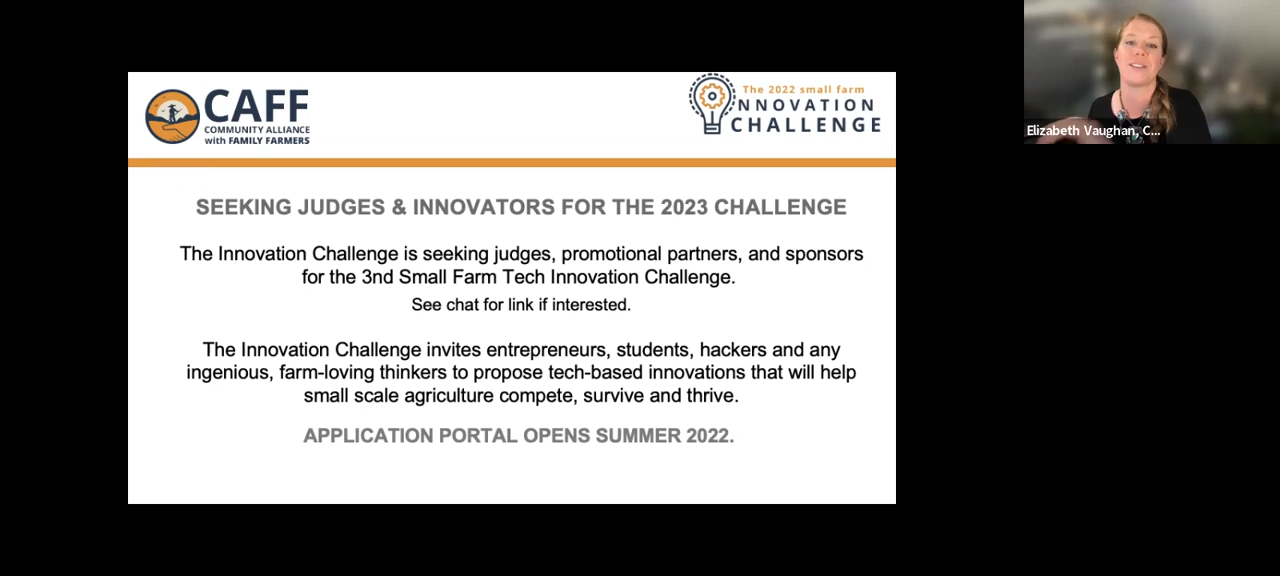 CAFF
COMMUNITY ALLIANCE
with FAMILY FARMERS
The 2022 small farm
INNOVATION
CHALLENGE
Elizabeth Vaughan, C...
SEEKING JUDGES & INNOVATORS FOR THE 2023 CHALLENGE
The Innovation Challenge is seeking judges, promotional partners, and sponsors
for the 3nd Small Farm Tech Innovation Challenge.
See chat for link if interested.
The Innovation Challenge invites entrepreneurs, students, hackers and any
ingenious, farm-loving thinkers to propose tech-based innovations that will help
small scale agriculture compete, survive and thrive.
APPLICATION PORTAL OPENS SUMMER 2022.